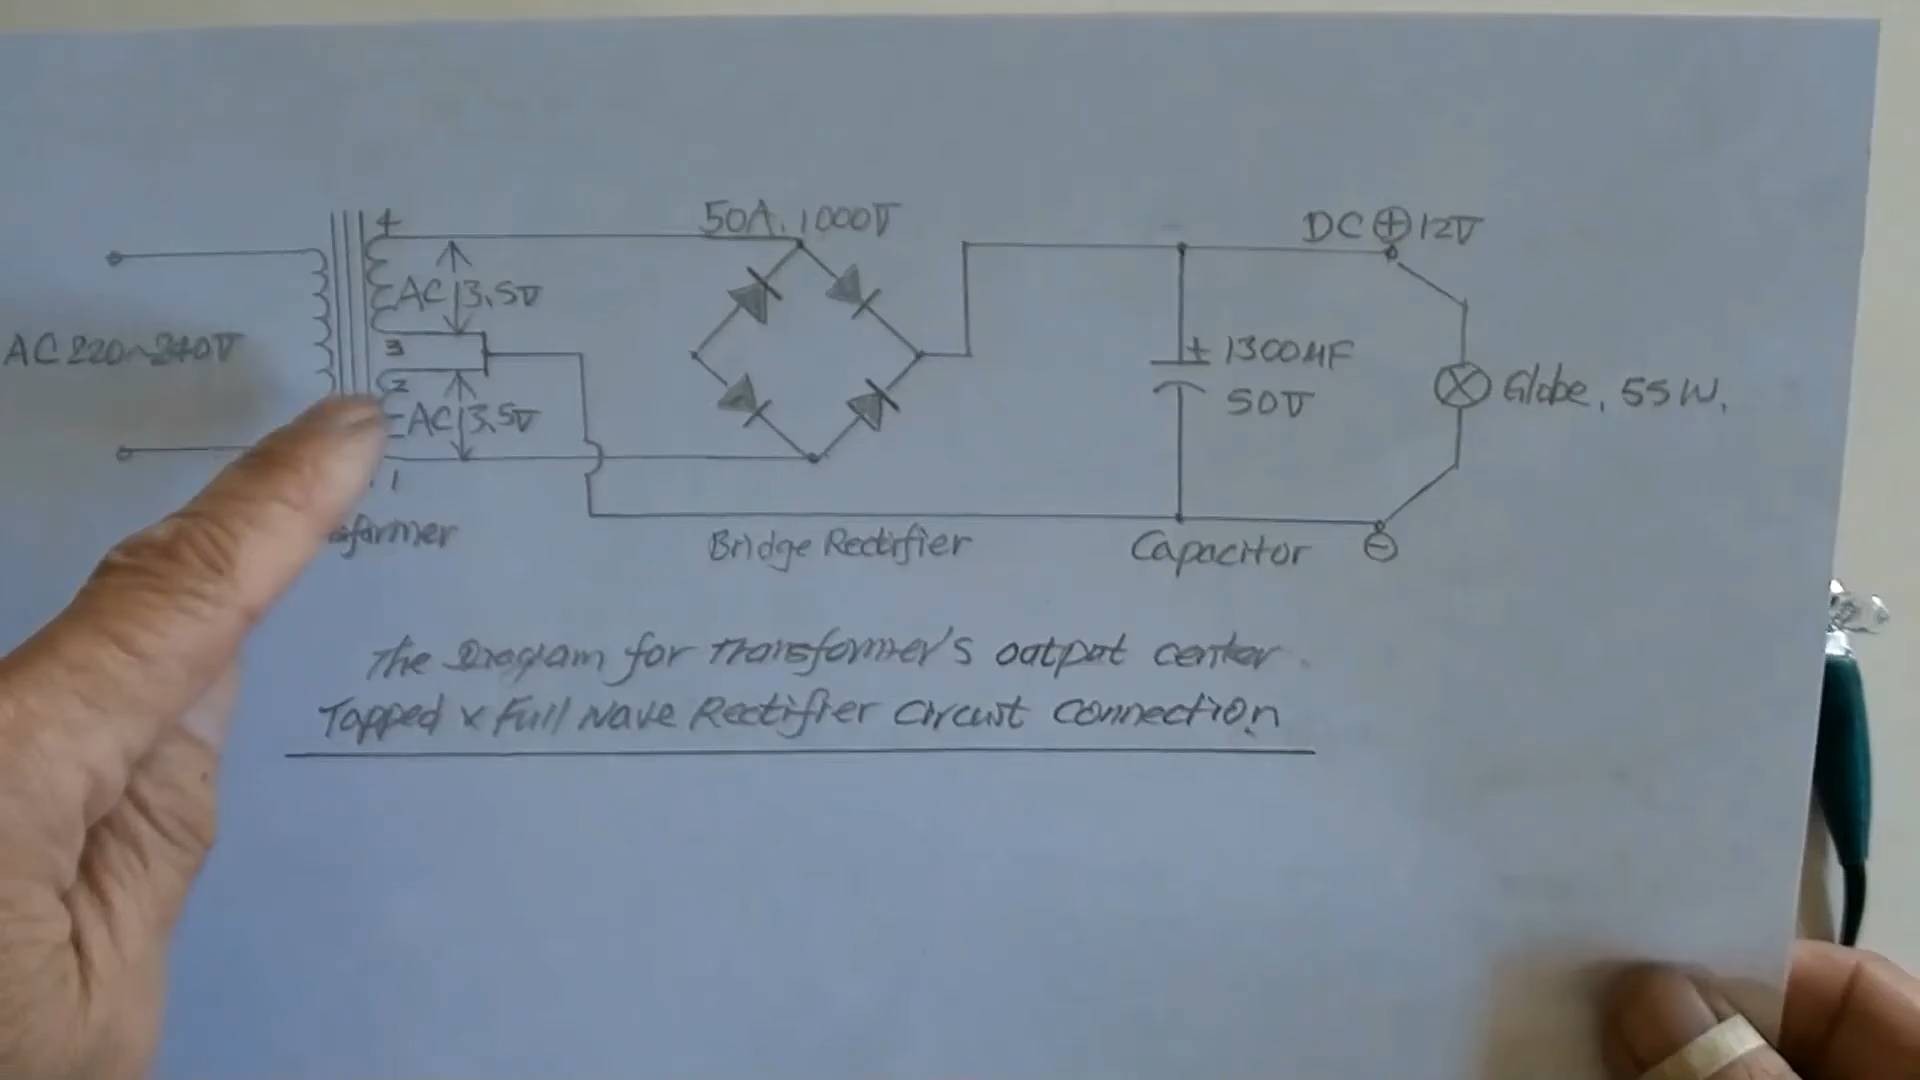 50A. 1000V
DC ⊕ 12V
4
AC 13.5V
AC 220~240V
3
+ 1300MF
50V
Globe. 55W.
2
AC 13.5V
1
Bridge Rectifier
Capacitor
⊖
The Diagram for Transformer's output center
Tapped x Full Wave Rectifier Circuit Connection